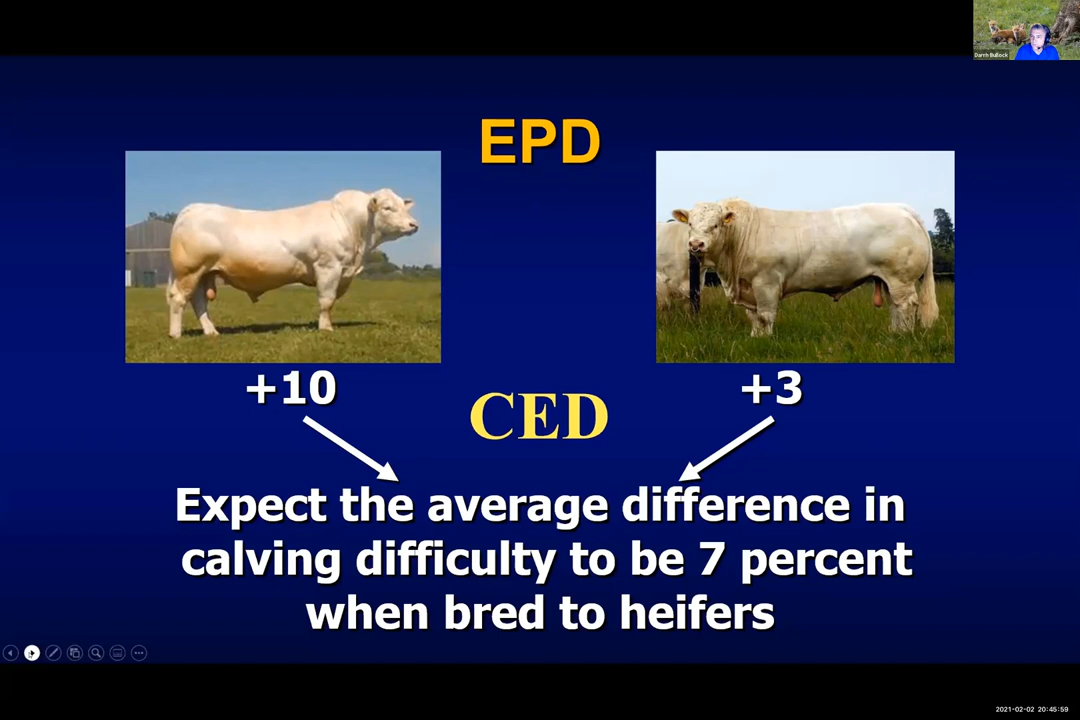 Darrh Bullock
EPD
+10
+3
CED
Expect the average difference in
calving difficulty to be 7 percent
when bred to heifers
2021-02-02 20:45:59